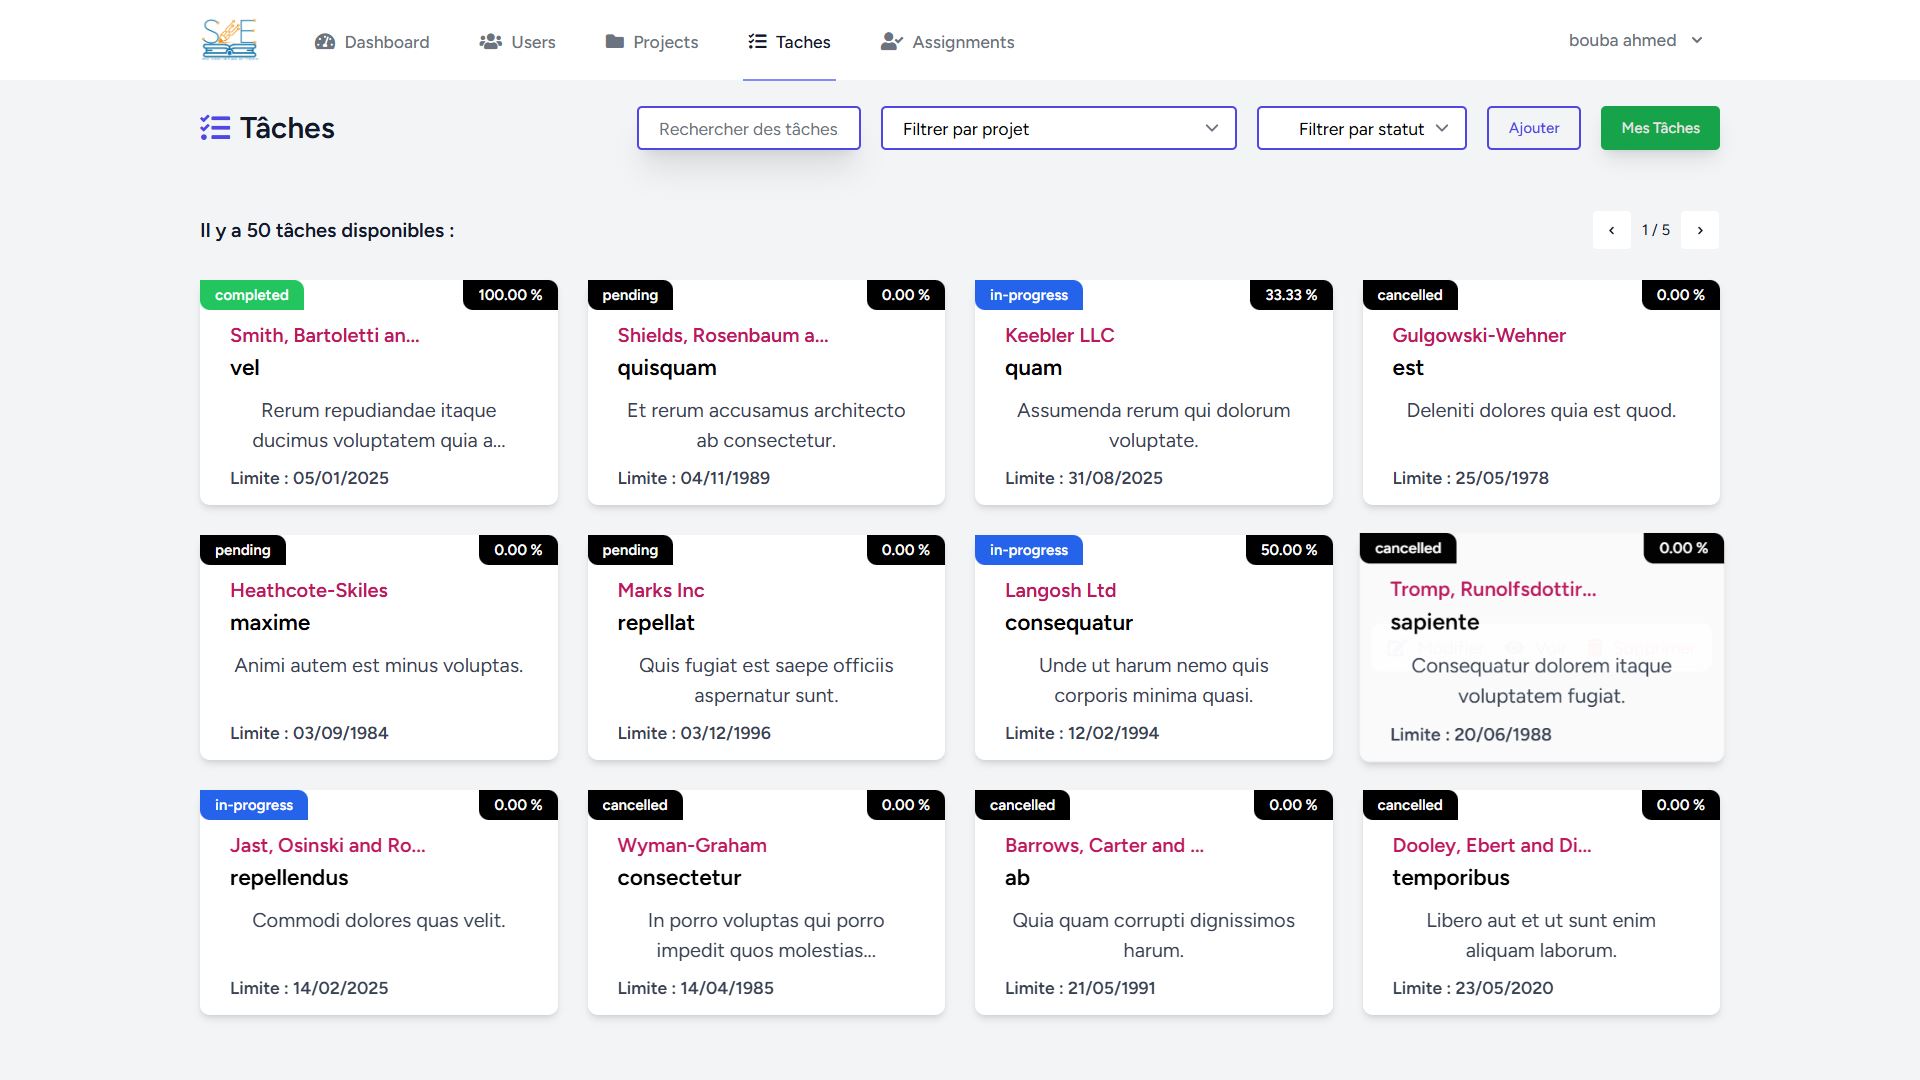 S E
Dashboard
Users
Projects
Taches
Assignments
bouba ahmed
Tâches
Rechercher des tâches
Filtrer par projet
Filtrer par statut
Ajouter
Mes Tâches
Il y a 50 tâches disponibles :
‹ 1 / 5 ›
completed
100.00 %
Smith, Bartoletti an...
vel
Rerum repudiandae itaque
ducimus voluptatem quia a...
Limite : 05/01/2025
pending
0.00 %
Shields, Rosenbaum a...
quisquam
Et rerum accusamus architecto
ab consectetur.
Limite : 04/11/1989
in-progress
33.33 %
Keebler LLC
quam
Assumenda rerum qui dolorum
voluptate.
Limite : 31/08/2025
cancelled
0.00 %
Gulgowski-Wehner
est
Deleniti dolores quia est quod.
Limite : 25/05/1978
pending
0.00 %
Heathcote-Skiles
maxime
Animi autem est minus voluptas.
Limite : 03/09/1984
pending
0.00 %
Marks Inc
repellat
Quis fugiat est saepe officiis
aspernatur sunt.
Limite : 03/12/1996
in-progress
50.00 %
Langosh Ltd
consequatur
Unde ut harum nemo quis
corporis minima quasi.
Limite : 12/02/1994
cancelled
0.00 %
Tromp, Runolfsdottir...
sapiente
Modifier Voir Supprimer
Consequatur dolorem itaque
voluptatem fugiat.
Limite : 20/06/1988
in-progress
0.00 %
Jast, Osinski and Ro...
repellendus
Commodi dolores quas velit.
Limite : 14/02/2025
cancelled
0.00 %
Wyman-Graham
consectetur
In porro voluptas qui porro
impedit quos molestias...
Limite : 14/04/1985
cancelled
0.00 %
Barrows, Carter and ...
ab
Quia quam corrupti dignissimos
harum.
Limite : 21/05/1991
cancelled
0.00 %
Dooley, Ebert and Di...
temporibus
Libero aut et ut sunt enim
aliquam laborum.
Limite : 23/05/2020